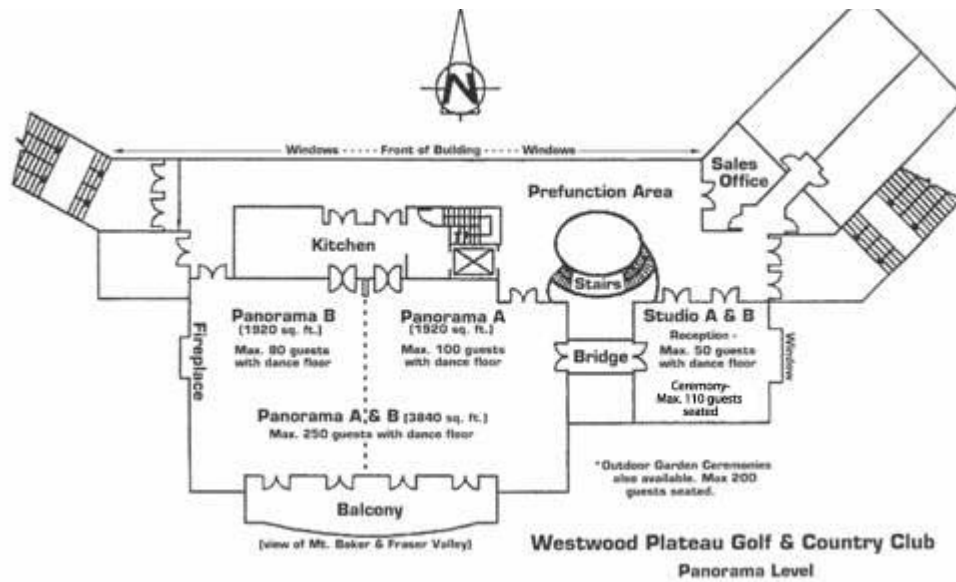 N
Windows ····· Front of Building ····· Windows
Sales
Office
Prefunction Area
Kitchen
Stairs
Panorama B
(1920 sq. ft.)
Max. 80 guests
with dance floor
Panorama A
(1920 sq. ft.)
Max. 100 guests
with dance floor
Studio A & B
Reception -
Max. 50 guests
with dance floor
Ceremony-
Max. 110 guests
seated
Fireplace
Bridge
Window
Panorama A & B (3840 sq. ft.)
Max. 250 guests with dance floor
*Outdoor Garden Ceremonies
also available. Max 200
guests seated.
Balcony
(view of Mt. Baker & Fraser Valley)
Westwood Plateau Golf & Country Club
Panorama Level